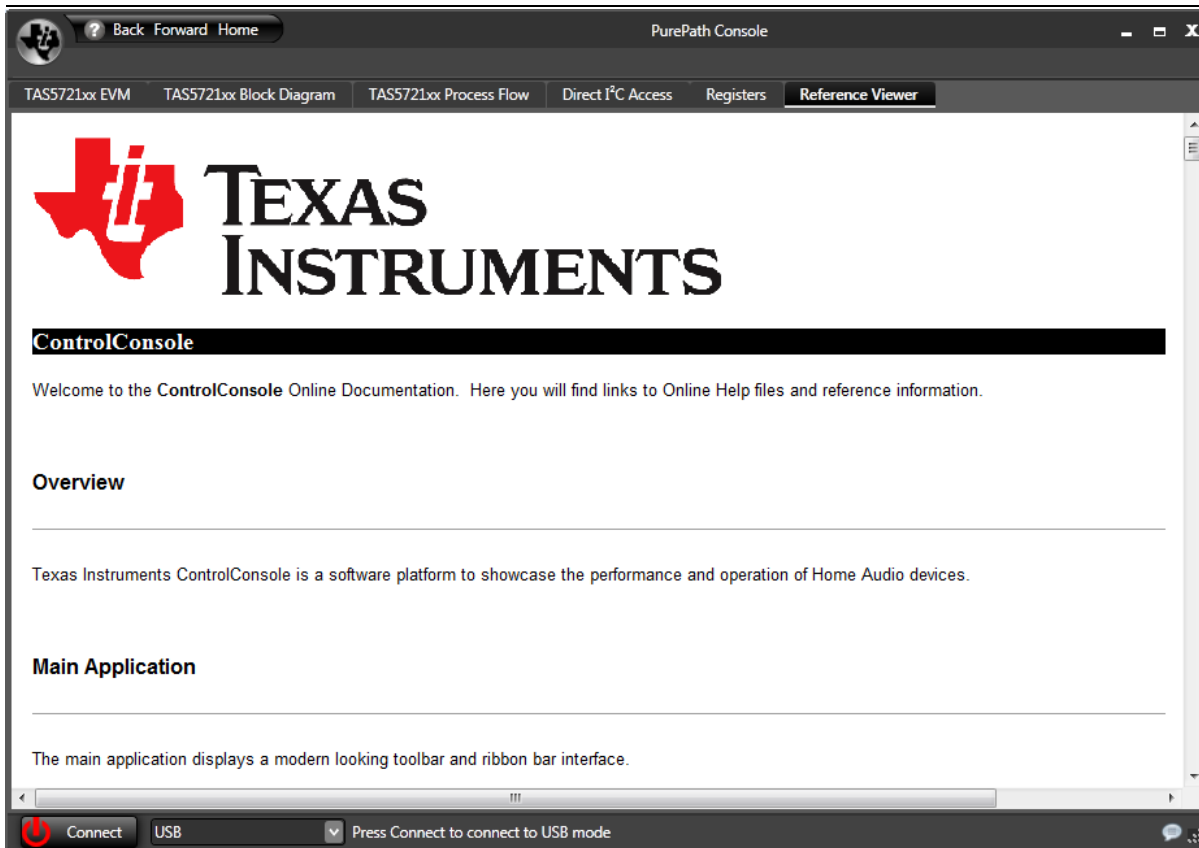 ? Back Forward Home
PurePath Console
TAS5721xx EVM TAS5721xx Block Diagram TAS5721xx Process Flow Direct I²C Access Registers Reference Viewer
TEXAS
INSTRUMENTS
ControlConsole
Welcome to the ControlConsole Online Documentation. Here you will find links to Online Help files and reference information.
Overview
Texas Instruments ControlConsole is a software platform to showcase the performance and operation of Home Audio devices.
Main Application
The main application displays a modern looking toolbar and ribbon bar interface.
Connect USB Press Connect to connect to USB mode